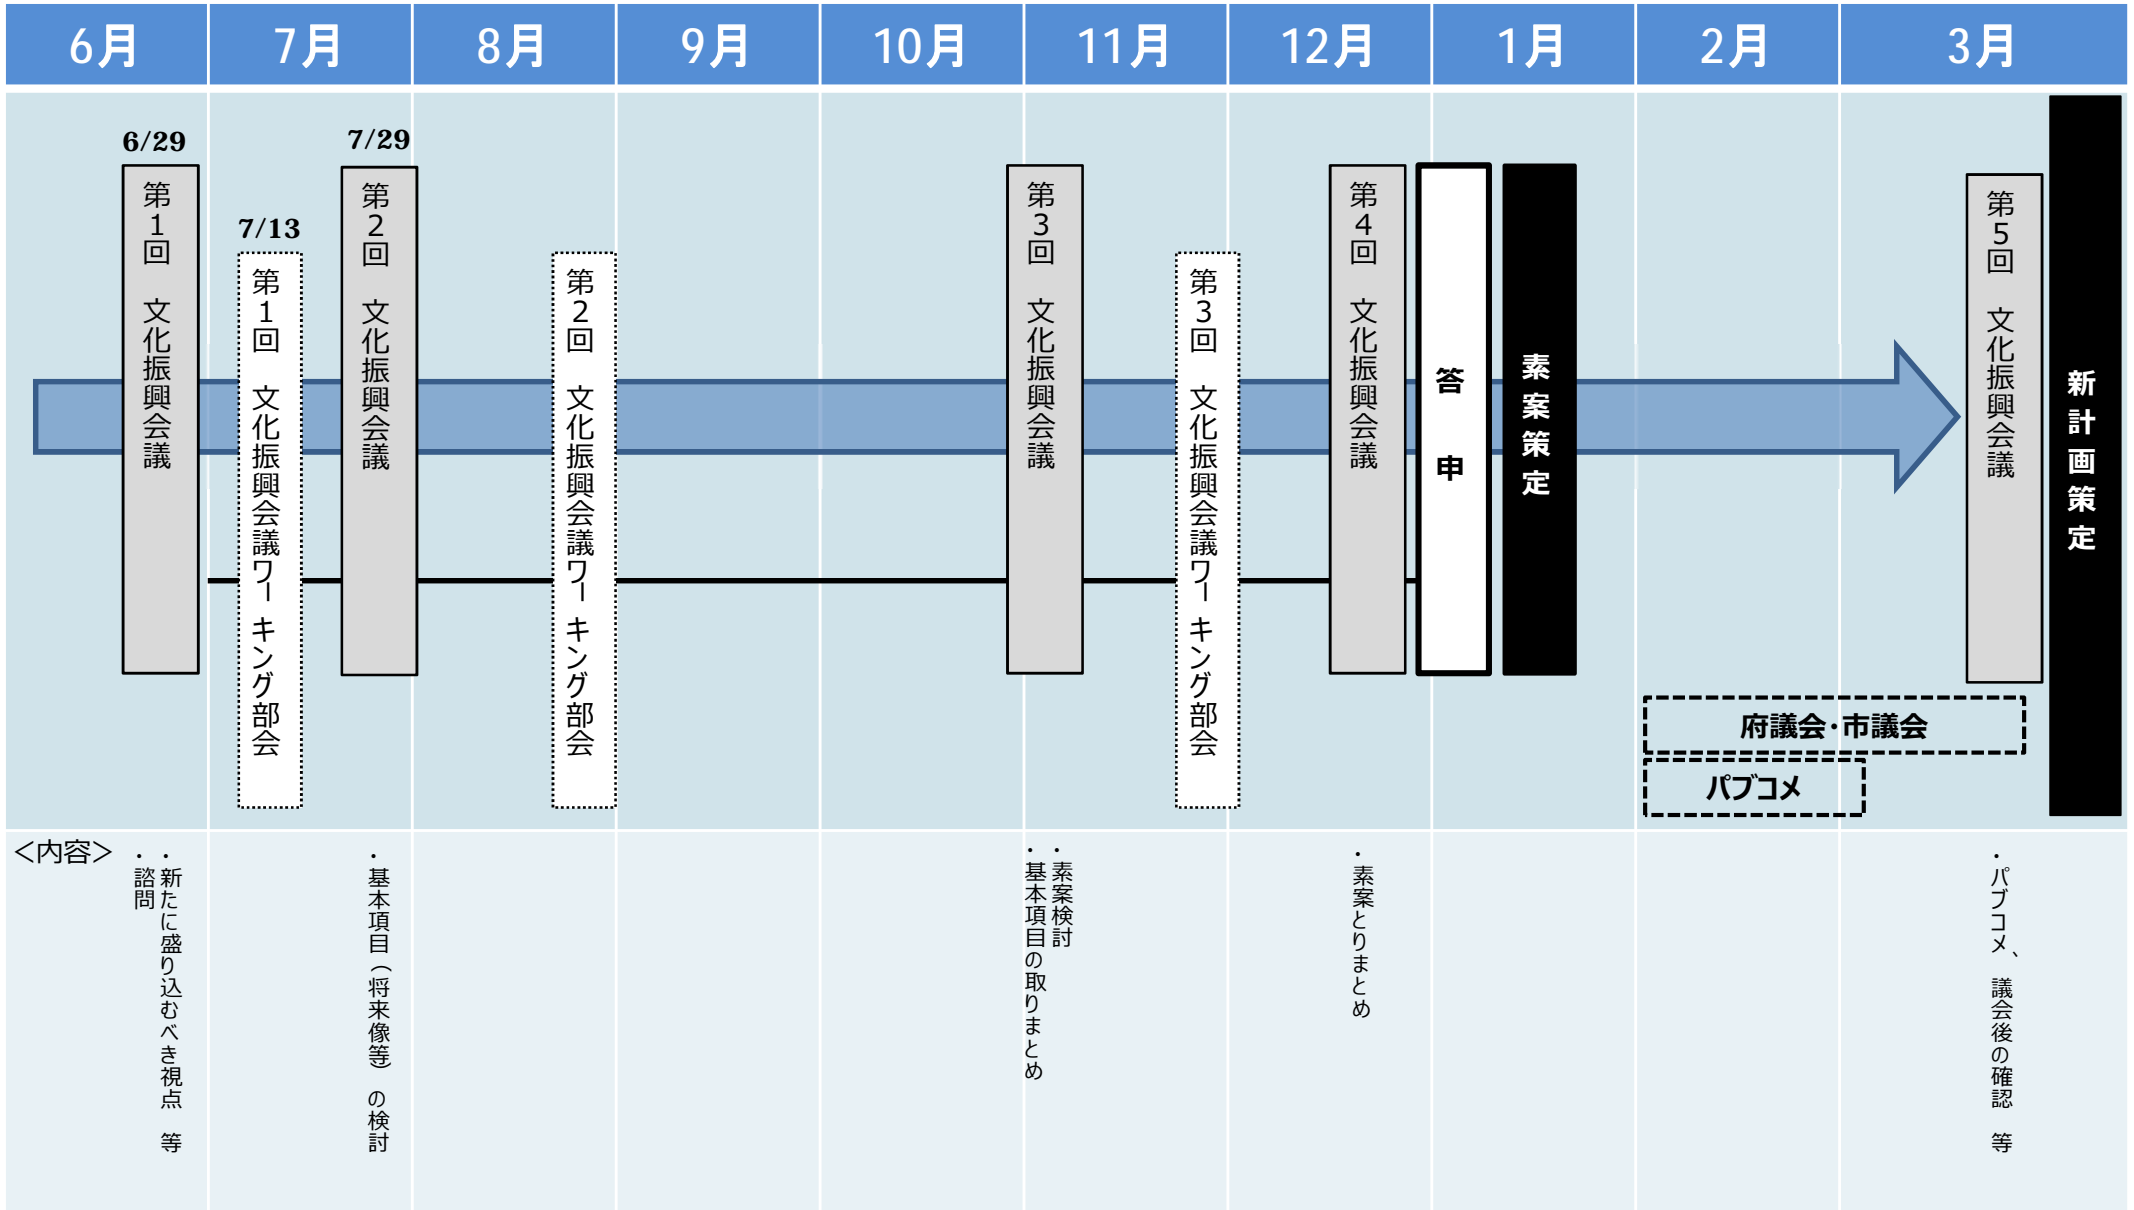 6月
7月
8月
9月
10月
11月
12月
1月
2月
3月
6/29
第1回 文化振興会議
7/13
第1回 文化振興会議ワーキング部会
7/29
第2回 文化振興会議
第2回 文化振興会議ワーキング部会
第3回 文化振興会議
第3回 文化振興会議ワーキング部会
第4回 文化振興会議
答申
素案策定
第5回 文化振興会議
新計画策定
府議会・市議会
パブコメ
<内容>
・新たに盛り込むべき視点 等
・諮問
・基本項目(将来像等)の検討
・素案検討
・基本項目の取りまとめ
・素案とりまとめ
・パブコメ、議会後の確認 等